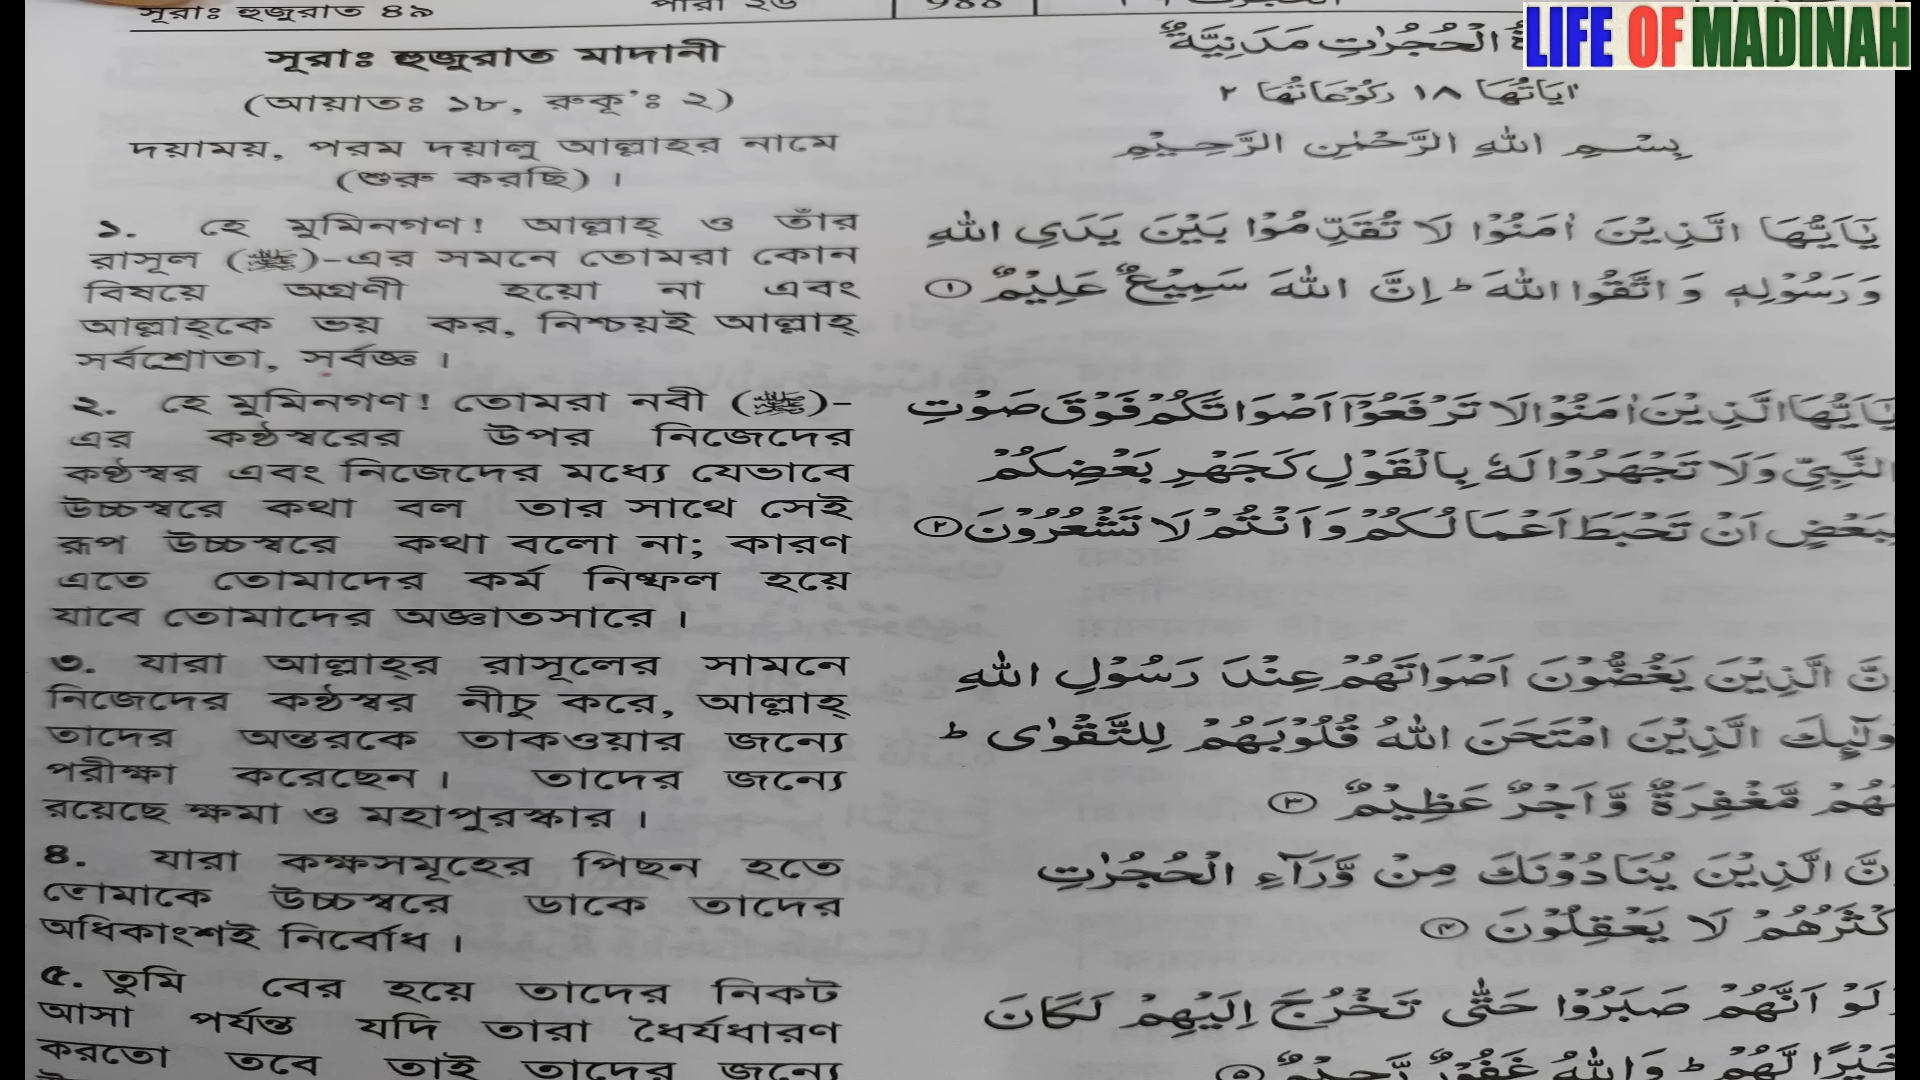 সূরাঃ হুজুরাত ৪৯
পারা ২৬
LIFE OF MADINAH
সূরাঃ হুজুরাত মাদানী
(আয়াতঃ ১৮, রুকূ'ঃ ২)
দয়াময়, পরম দয়ালু আল্লাহর নামে
(শুরু করছি) ।
১. হে মুমিনগণ! আল্লাহ্ ও তাঁর
রাসূল (ﷺ)-এর সমনে তোমরা কোন
বিষয়ে অগ্রণী হয়ো না এবং
আল্লাহ্‌কে ভয় কর, নিশ্চয়ই আল্লাহ্
সর্বশ্রোতা, সর্বজ্ঞ ।
২. হে মুমিনগণ! তোমরা নবী (ﷺ)-
এর কণ্ঠস্বরের উপর নিজেদের
কণ্ঠস্বর এবং নিজেদের মধ্যে যেভাবে
উচ্চস্বরে কথা বল তার সাথে সেই
রূপ উচ্চস্বরে কথা বলো না; কারণ
এতে তোমাদের কর্ম নিষ্ফল হয়ে
যাবে তোমাদের অজ্ঞাতসারে ।
৩. যারা আল্লাহ্‌র রাসূলের সামনে
নিজেদের কণ্ঠস্বর নীচু করে, আল্লাহ্
তাদের অন্তরকে তাকওয়ার জন্যে
পরীক্ষা করেছেন । তাদের জন্যে
রয়েছে ক্ষমা ও মহাপুরস্কার ।
৪. যারা কক্ষসমূহের পিছন হতে
তোমাকে উচ্চস্বরে ডাকে তাদের
অধিকাংশই নির্বোধ ।
৫. তুমি বের হয়ে তাদের নিকট
আসা পর্যন্ত যদি তারা ধৈর্যধারণ
করতো তবে তাই তাদের জন্যে
الْحُجُرٰتِ مَدَنِيَّةٌ
اٰيَاتُهَا ١٨ رُكُوْعَاتُهَا ٢
بِسْمِ اللهِ الرَّحْمٰنِ الرَّحِيْمِ
يٰٓاَيُّهَا الَّذِيْنَ اٰمَنُوْا لَا تُقَدِّمُوْا بَيْنَ يَدَىِ اللهِ
وَرَسُوْلِهٖ وَاتَّقُوا اللهَ ؕ اِنَّ اللهَ سَمِيْعٌ عَلِيْمٌ ①
يٰٓاَيُّهَا الَّذِيْنَ اٰمَنُوْا لَا تَرْفَعُوْٓا اَصْوَاتَكُمْ فَوْقَ صَوْتِ
النَّبِيِّ وَلَا تَجْهَرُوْا لَهٗ بِالْقَوْلِ كَجَهْرِ بَعْضِكُمْ
لِبَعْضٍ اَنْ تَحْبَطَ اَعْمَالُكُمْ وَاَنْتُمْ لَا تَشْعُرُوْنَ ②
نَّ الَّذِيْنَ يَغُضُّوْنَ اَصْوَاتَهُمْ عِنْدَ رَسُوْلِ اللهِ
ولٰٓئِكَ الَّذِيْنَ امْتَحَنَ اللهُ قُلُوْبَهُمْ لِلتَّقْوٰى ؕ
لَهُمْ مَّغْفِرَةٌ وَّاَجْرٌ عَظِيْمٌ ③
نَّ الَّذِيْنَ يُنَادُوْنَكَ مِنْ وَّرَآءِ الْحُجُرٰتِ
كْثَرُهُمْ لَا يَعْقِلُوْنَ ④
وَلَوْ اَنَّهُمْ صَبَرُوْا حَتّٰى تَخْرُجَ اِلَيْهِمْ لَكَانَ
خَيْرًا لَّهُمْ ؕ وَاللهُ غَفُوْرٌ رَّحِيْمٌ ⑤